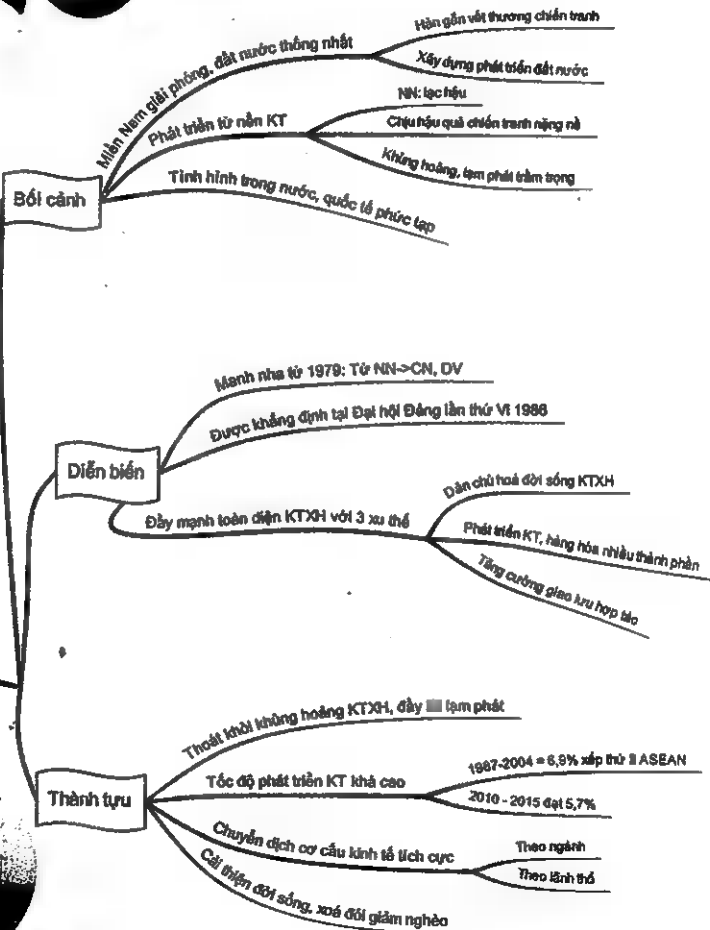 Bối cảnh
Miền Nam giải phóng, đất nước thống nhất
Hàn gắn vết thương chiến tranh
Xây dựng phát triển đất nước
Phát triển từ nền KT
NN: lạc hậu
Chịu hậu quả chiến tranh nặng nề
Khủng hoảng, lạm phát trầm trọng
Tình hình trong nước, quốc tế phức tạp
Diễn biến
Manh nha từ 1979: Từ NN->CN, DV
Được khẳng định tại Đại hội Đảng lần thứ VI 1986
Đẩy mạnh toàn diện KTXH với 3 xu thế
Dân chủ hoá đời sống KTXH
Phát triển KT, hàng hóa nhiều thành phần
Tăng cường giao lưu hợp tác
Thành tựu
Thoát khỏi khủng hoảng KTXH, đẩy lạm phát
Tốc độ phát triển KT khá cao
1987-2004 = 6,9% xếp thứ ASEAN
2010 - 2015 đạt 5,7%
Chuyển dịch cơ cấu kinh tế tích cực
Theo ngành
Theo lãnh thổ
Cải thiện đời sống, xoá đói giảm nghèo